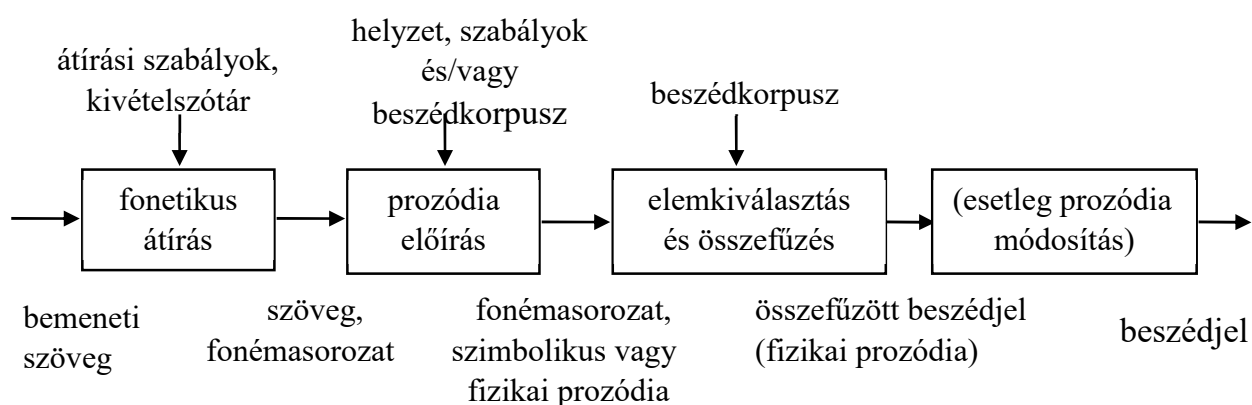 átírási szabályok,
kivételszótár
helyzet, szabályok
és/vagy
beszédkorpusz
beszédkorpusz
fonetikus
átírás
prozódia
előírás
elemkiválasztás
és összefűzés
(esetleg prozódia
módosítás)
bemeneti
szöveg
szöveg,
fonémasorozat
fonémasorozat,
szimbolikus vagy
fizikai prozódia
összefűzött beszédjel
(fizikai prozódia)
beszédjel